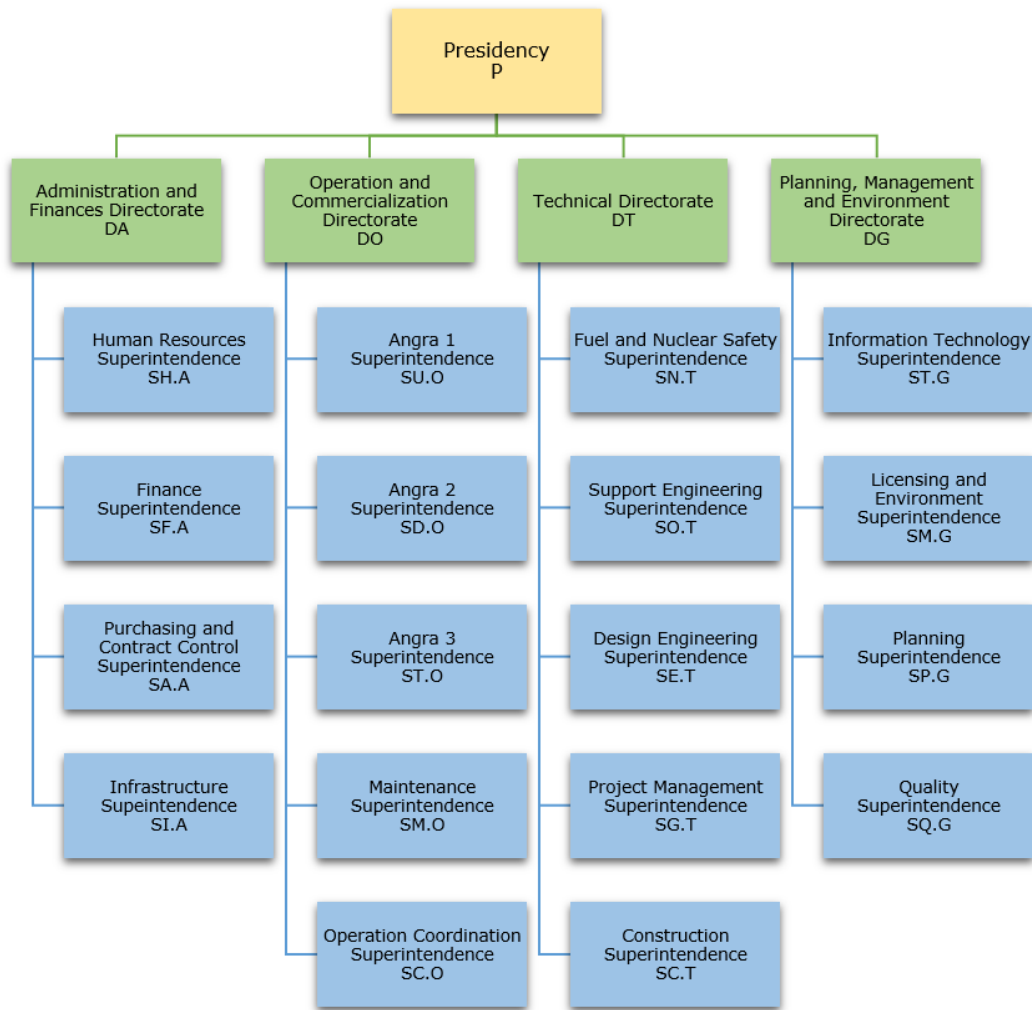 Presidency
P
Administration and
Finances Directorate
DA
Operation and
Commercialization
Directorate
DO
Technical Directorate
DT
Planning, Management
and Environment
Directorate
DG
Human Resources
Superintendence
SH.A
Angra 1
Superintendence
SU.O
Fuel and Nuclear Safety
Superintendence
SN.T
Information Technology
Superintendence
ST.G
Finance
Superintendence
SF.A
Angra 2
Superintendence
SD.O
Support Engineering
Superintendence
SO.T
Licensing and
Environment
Superintendence
SM.G
Purchasing and
Contract Control
Superintendence
SA.A
Angra 3
Superintendence
ST.O
Design Engineering
Superintendence
SE.T
Planning
Superintendence
SP.G
Infrastructure
Supeintendence
SI.A
Maintenance
Superintendence
SM.O
Project Management
Superintendence
SG.T
Quality
Superintendence
SQ.G
Operation Coordination
Superintendence
SC.O
Construction
Superintendence
SC.T